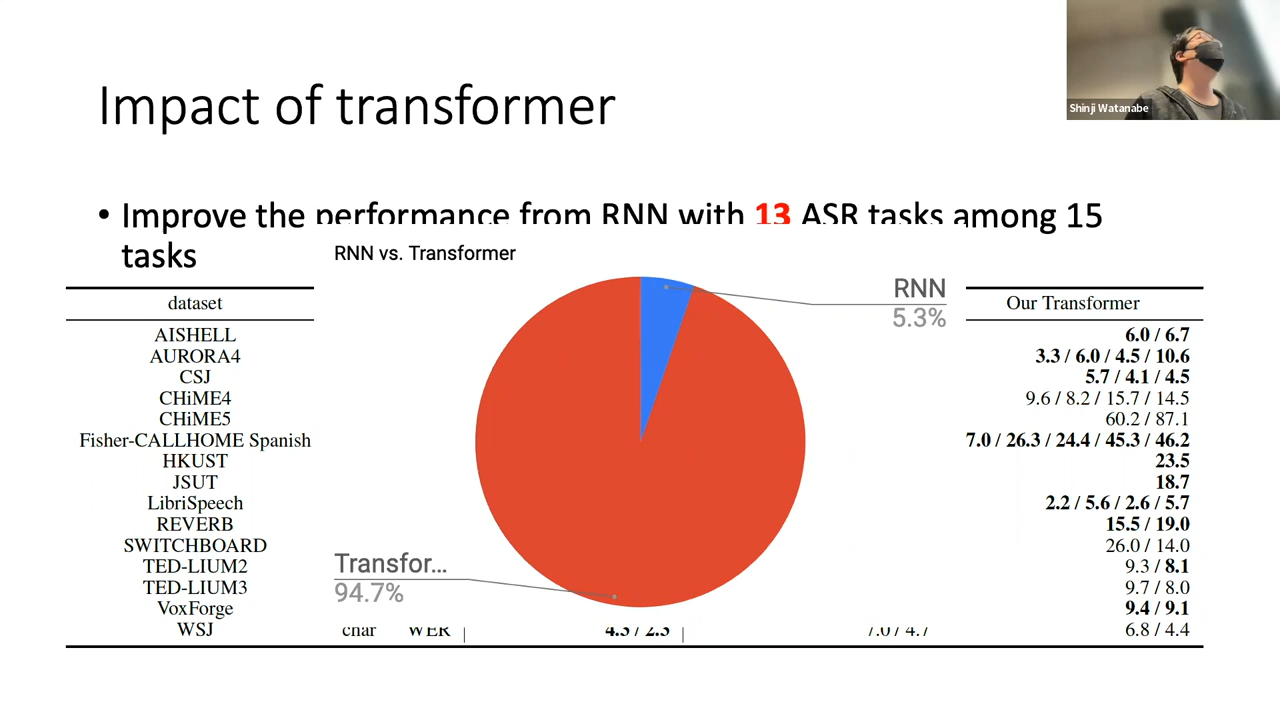 Shinji Watanabe
Impact of transformer
• Improve the performance from RNN with 13 ASR tasks among 15
tasks
RNN vs. Transformer
RNN
5.3%
Transfor...
94.7%
dataset Our Transformer
AISHELL 6.0 / 6.7
AURORA4 3.3 / 6.0 / 4.5 / 10.6
CSJ 5.7 / 4.1 / 4.5
CHiME4 9.6 / 8.2 / 15.7 / 14.5
CHiME5 60.2 / 87.1
Fisher-CALLHOME Spanish 7.0 / 26.3 / 24.4 / 45.3 / 46.2
HKUST 23.5
JSUT 18.7
LibriSpeech 2.2 / 5.6 / 2.6 / 5.7
REVERB 15.5 / 19.0
SWITCHBOARD 26.0 / 14.0
TED-LIUM2 9.3 / 8.1
TED-LIUM3 9.7 / 8.0
VoxForge 9.4 / 9.1
WSJ char WER 4.3 / 2.3 7.0 / 4.7 6.8 / 4.4